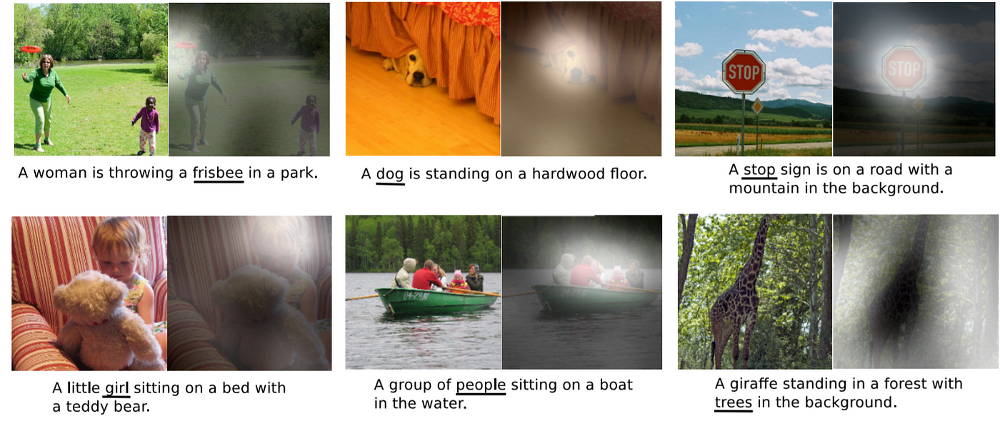 A woman is throwing a frisbee in a park.
A dog is standing on a hardwood floor.
STOP
STOP
A stop sign is on a road with a
mountain in the background.
A little girl sitting on a bed with
a teddy bear.
A group of people sitting on a boat
in the water.
A giraffe standing in a forest with
trees in the background.